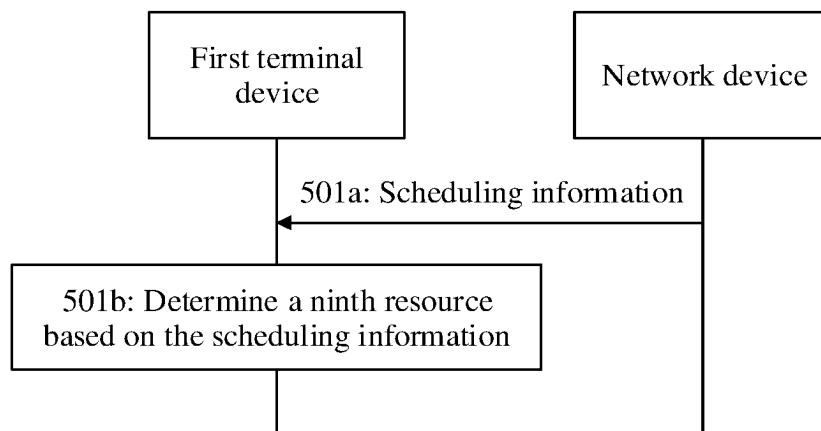 First terminal
device
Network device
501a: Scheduling information
501b: Determine a ninth resource
based on the scheduling information